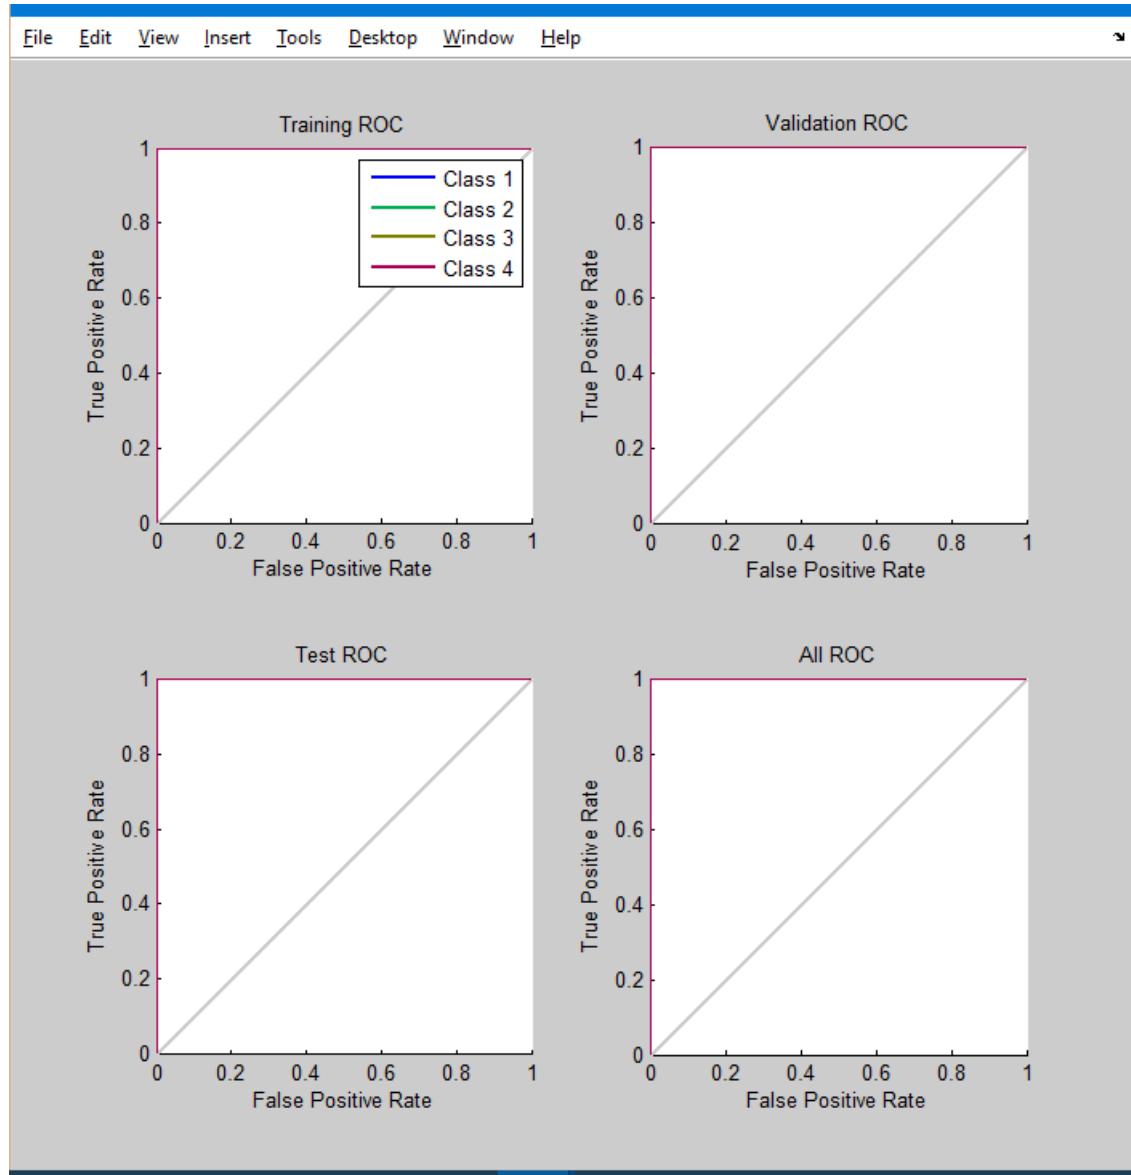 File Edit View Insert Tools Desktop Window Help
Training ROC
1
0.8
0.6
0.4
0.2
0
True Positive Rate
Class 1
Class 2
Class 3
Class 4
0 0.2 0.4 0.6 0.8 1
False Positive Rate
Validation ROC
1
0.8
0.6
0.4
0.2
0
True Positive Rate
0 0.2 0.4 0.6 0.8 1
False Positive Rate
Test ROC
1
0.8
0.6
0.4
0.2
0
True Positive Rate
0 0.2 0.4 0.6 0.8 1
False Positive Rate
All ROC
1
0.8
0.6
0.4
0.2
0
True Positive Rate
0 0.2 0.4 0.6 0.8 1
False Positive Rate